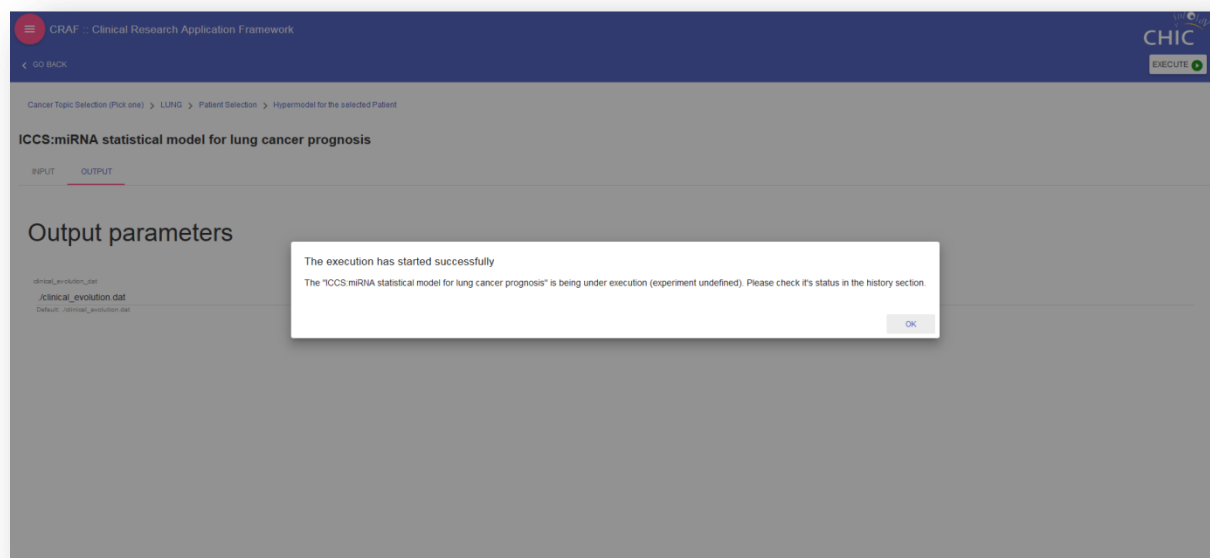 CRAF :: Clinical Research Application Framework
CHIC
GO BACK
EXECUTE
Cancer Topic Selection (Pick one) > LUNG > Patient Selection > Hypermodel for the selected Patient
ICCS:miRNA statistical model for lung cancer prognosis
INPUT OUTPUT
Output parameters
The execution has started successfully
The "ICCS:miRNA statistical model for lung cancer prognosis" is being under execution (experiment undefined). Please check it's status in the history section.
OK
clinical_evolution_dat
./clinical_evolution.dat
Default: ./clinical_evolution.dat